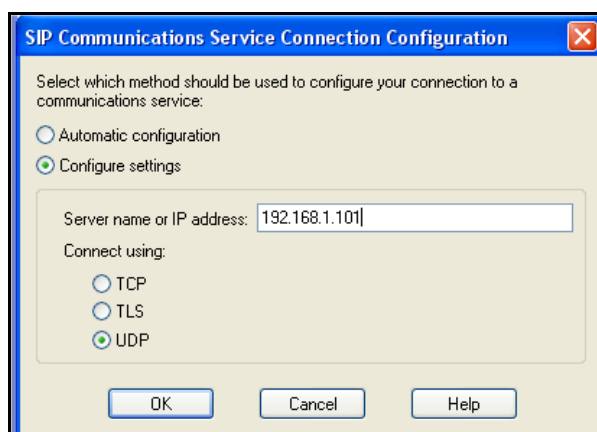 SIP Communications Service Connection Configuration
Select which method should be used to configure your connection to a
communications service:
Automatic configuration
Configure settings
Server name or IP address: 192.168.1.101
Connect using:
TCP
TLS
UDP
OK Cancel Help